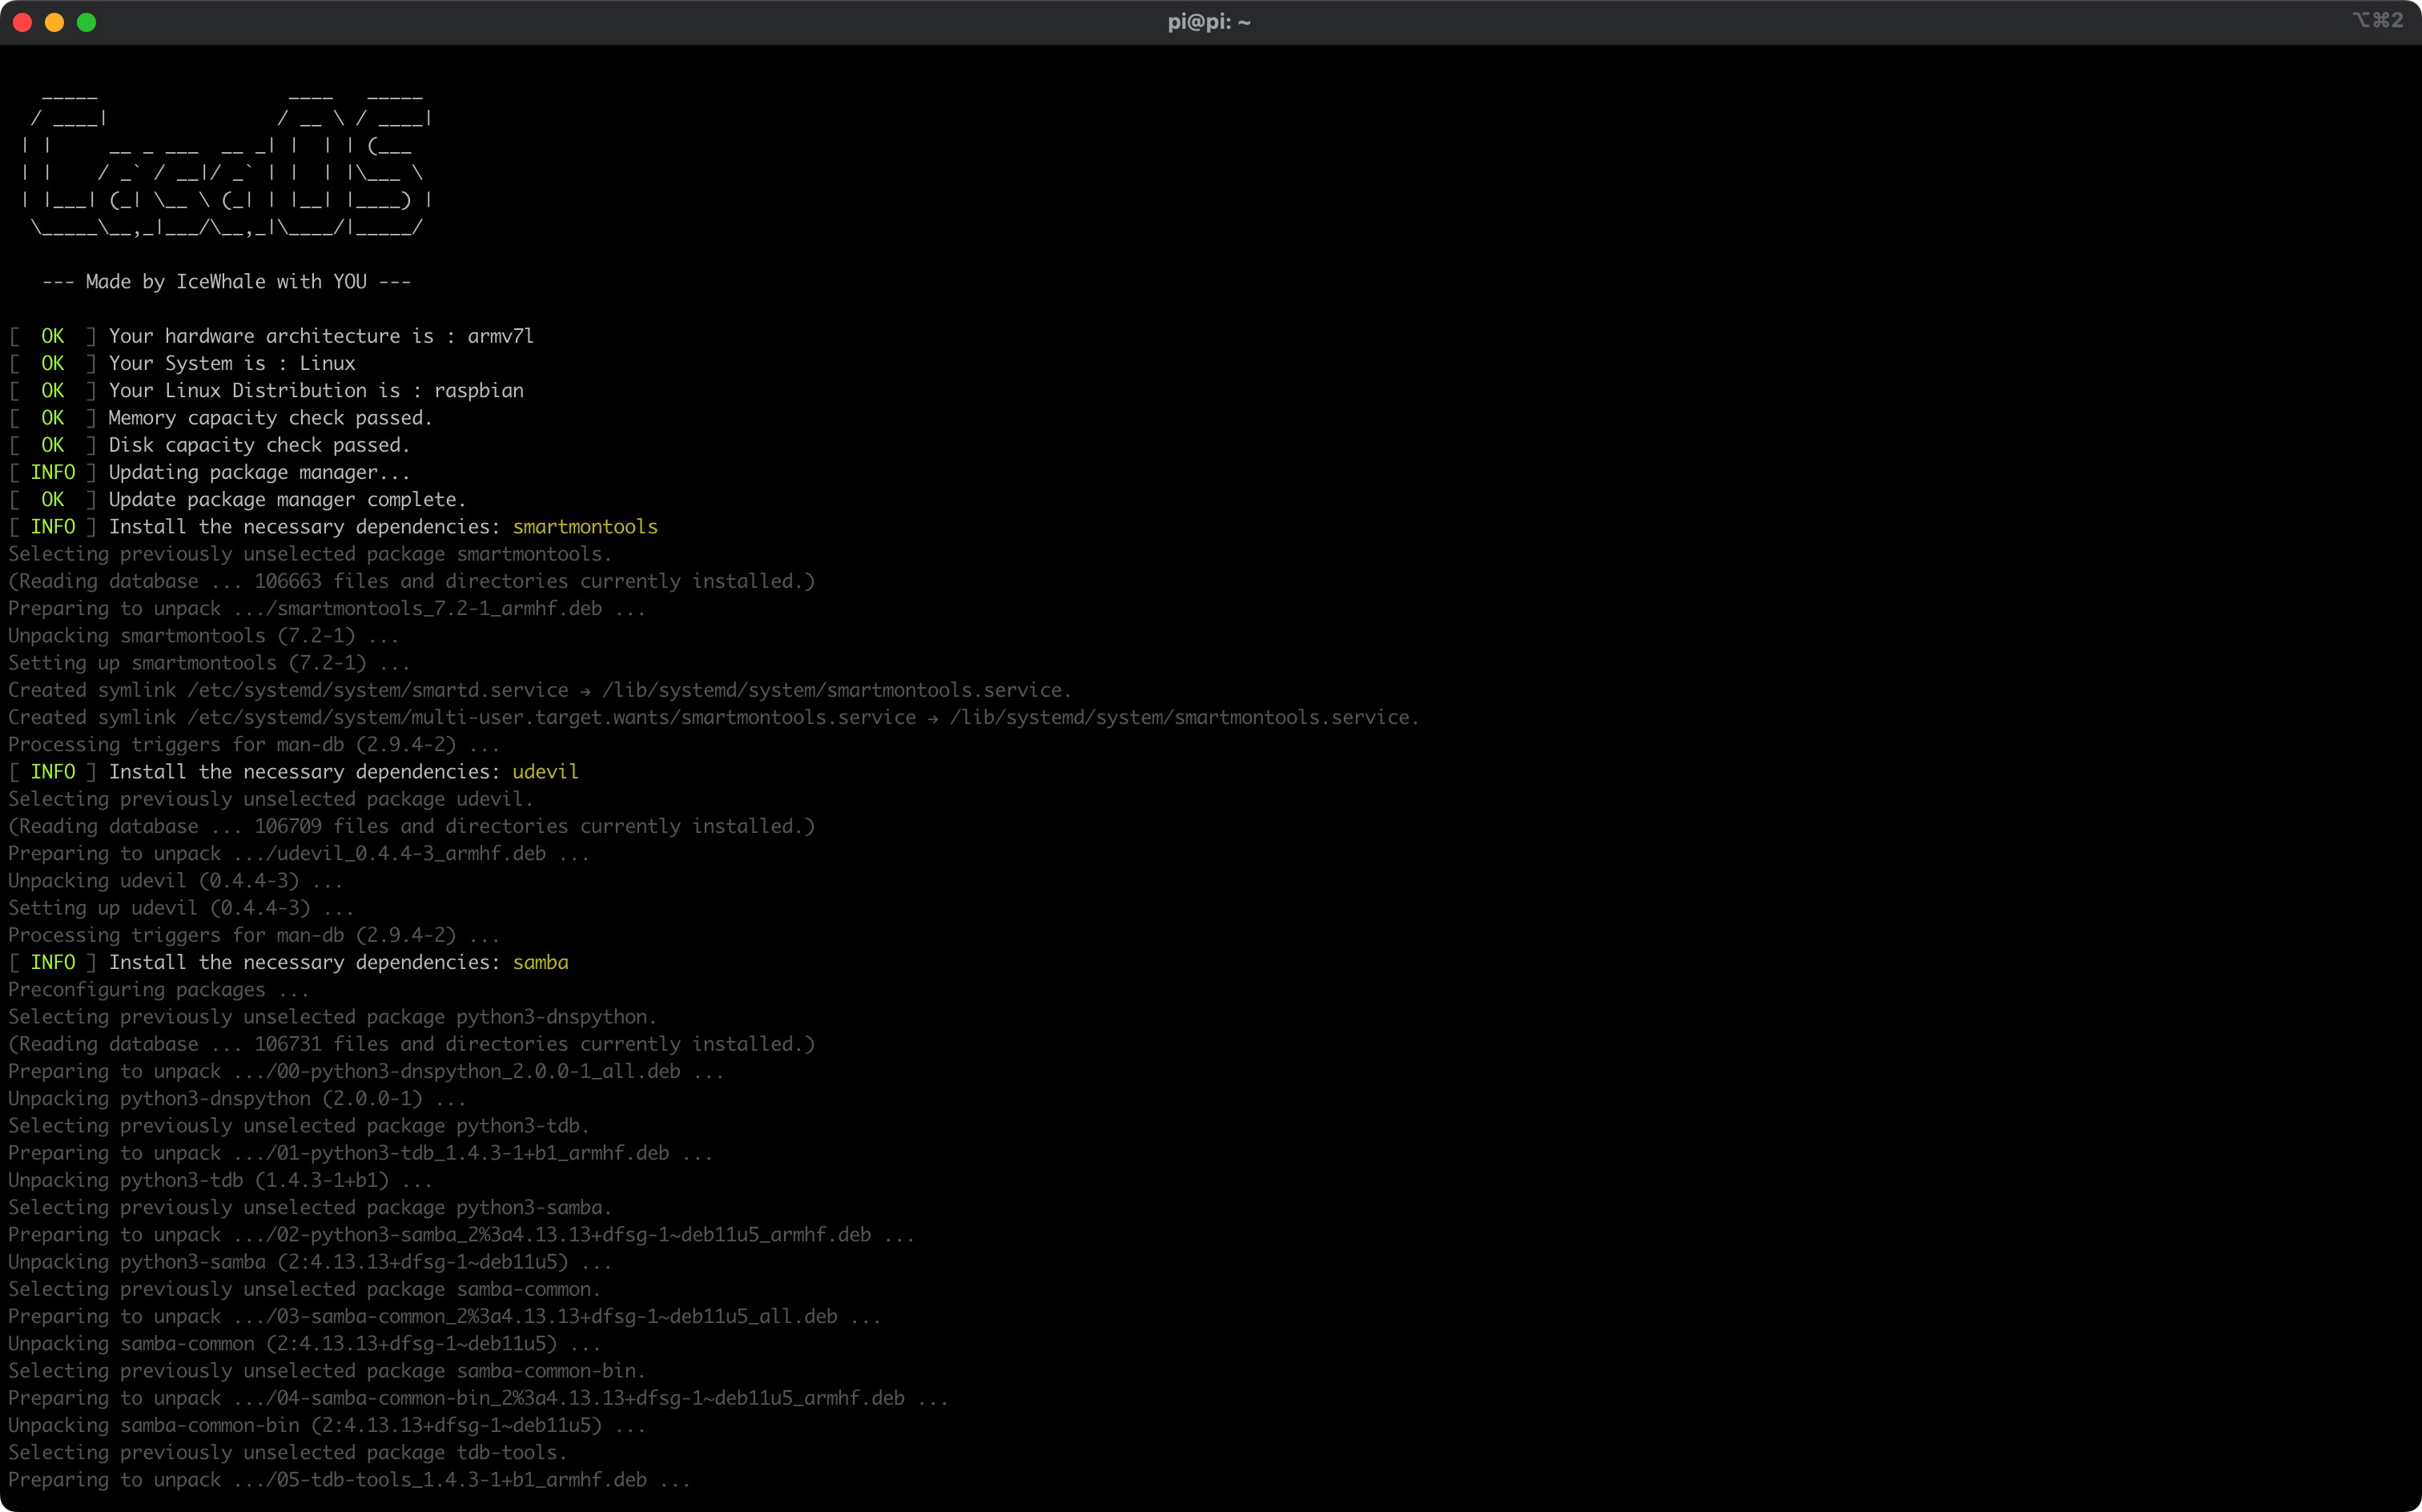 pi@pi: ~
⌥⌘2
   _____                 ____   _____
  / ____|               / __ \ / ____|
 | |     __ _ ___  __ _| |  | | (___
 | |    / _` / __|/ _` | |  | |\___ \
 | |___| (_| \__ \ (_| | |__| |____) |
  \_____\__,_|___/\__,_|\____/|_____/
   --- Made by IceWhale with YOU ---
[  OK  ] Your hardware architecture is : armv7l
[  OK  ] Your System is : Linux
[  OK  ] Your Linux Distribution is : raspbian
[  OK  ] Memory capacity check passed.
[  OK  ] Disk capacity check passed.
[ INFO ] Updating package manager...
[  OK  ] Update package manager complete.
[ INFO ] Install the necessary dependencies: smartmontools
Selecting previously unselected package smartmontools.
(Reading database ... 106663 files and directories currently installed.)
Preparing to unpack .../smartmontools_7.2-1_armhf.deb ...
Unpacking smartmontools (7.2-1) ...
Setting up smartmontools (7.2-1) ...
Created symlink /etc/systemd/system/smartd.service → /lib/systemd/system/smartmontools.service.
Created symlink /etc/systemd/system/multi-user.target.wants/smartmontools.service → /lib/systemd/system/smartmontools.service.
Processing triggers for man-db (2.9.4-2) ...
[ INFO ] Install the necessary dependencies: udevil
Selecting previously unselected package udevil.
(Reading database ... 106709 files and directories currently installed.)
Preparing to unpack .../udevil_0.4.4-3_armhf.deb ...
Unpacking udevil (0.4.4-3) ...
Setting up udevil (0.4.4-3) ...
Processing triggers for man-db (2.9.4-2) ...
[ INFO ] Install the necessary dependencies: samba
Preconfiguring packages ...
Selecting previously unselected package python3-dnspython.
(Reading database ... 106731 files and directories currently installed.)
Preparing to unpack .../00-python3-dnspython_2.0.0-1_all.deb ...
Unpacking python3-dnspython (2.0.0-1) ...
Selecting previously unselected package python3-tdb.
Preparing to unpack .../01-python3-tdb_1.4.3-1+b1_armhf.deb ...
Unpacking python3-tdb (1.4.3-1+b1) ...
Selecting previously unselected package python3-samba.
Preparing to unpack .../02-python3-samba_2%3a4.13.13+dfsg-1~deb11u5_armhf.deb ...
Unpacking python3-samba (2:4.13.13+dfsg-1~deb11u5) ...
Selecting previously unselected package samba-common.
Preparing to unpack .../03-samba-common_2%3a4.13.13+dfsg-1~deb11u5_all.deb ...
Unpacking samba-common (2:4.13.13+dfsg-1~deb11u5) ...
Selecting previously unselected package samba-common-bin.
Preparing to unpack .../04-samba-common-bin_2%3a4.13.13+dfsg-1~deb11u5_armhf.deb ...
Unpacking samba-common-bin (2:4.13.13+dfsg-1~deb11u5) ...
Selecting previously unselected package tdb-tools.
Preparing to unpack .../05-tdb-tools_1.4.3-1+b1_armhf.deb ...